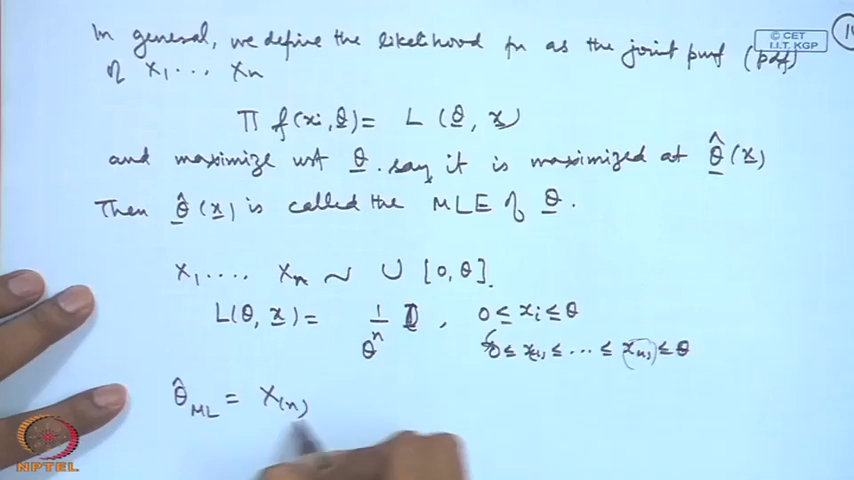 In general, we define the likelihood fn as the joint pmf (pdf)
of X1 ... Xn
Π f(xi, θ) = L (θ, x)
and maximize wrt θ. say it is maximized at θ̂(x)
Then θ̂(x) is called the MLE of θ.
X1 .... Xn ~ U [0, θ].
L(θ, x) = 1/θ^n , 0 ≤ xi ≤ θ
0 ≤ x(1) ≤ ... ≤ x(n) ≤ θ
θ̂ML = X(n)
© CET
I.I.T. KGP
NPTEL